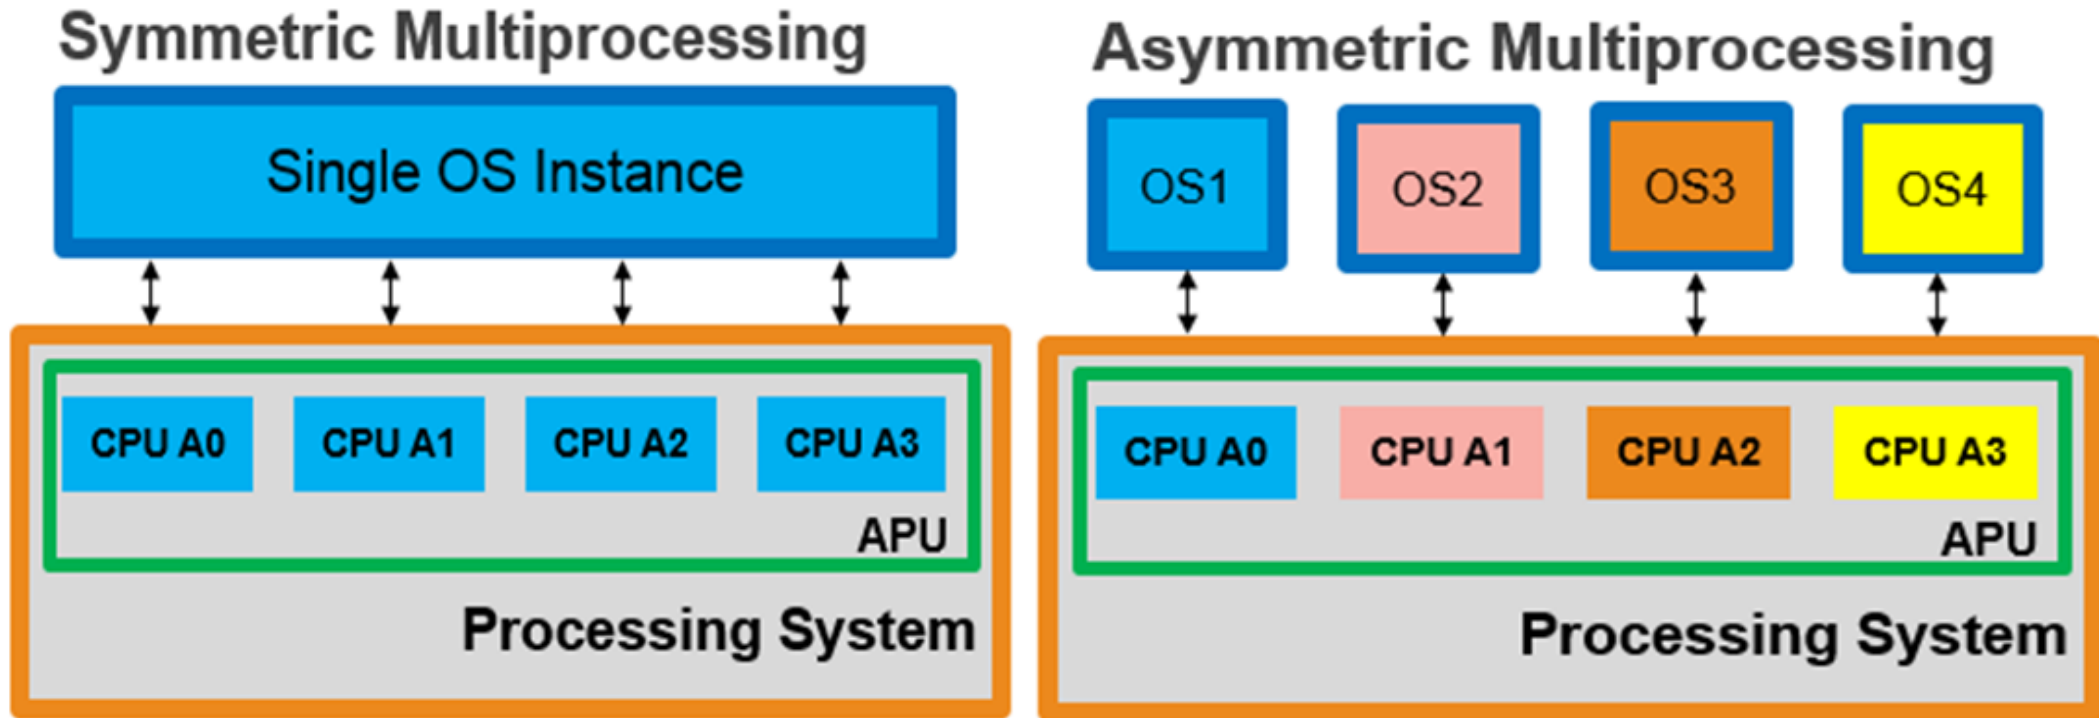 Symmetric Multiprocessing
Single OS Instance
CPU A0
CPU A1
CPU A2
CPU A3
APU
Processing System
Asymmetric Multiprocessing
OS1
OS2
OS3
OS4
CPU A0
CPU A1
CPU A2
CPU A3
APU
Processing System